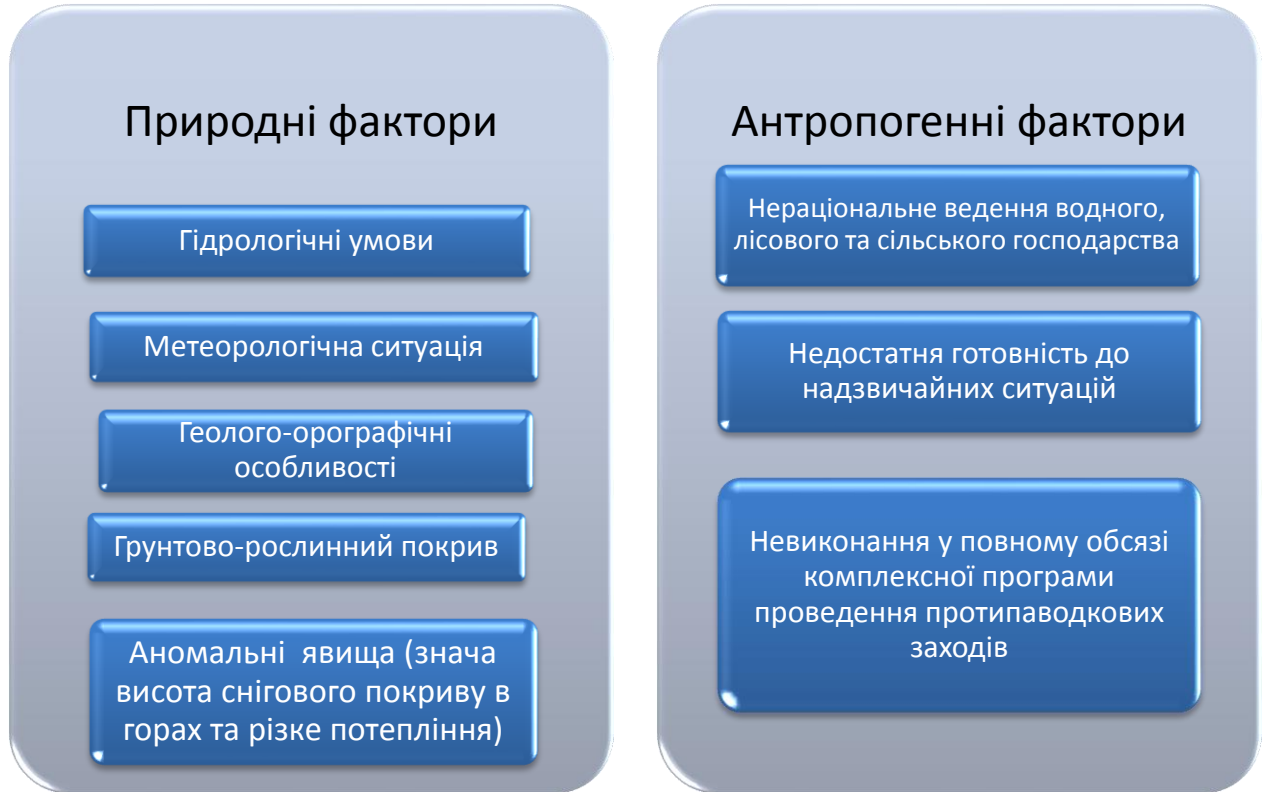 Природні фактори
Гідрологічні умови
Метеорологічна ситуація
Геолого-орографічні
особливості
Грунтово-рослинний покрив
Аномальні  явища (знача
висота снігового покриву в
горах та різке потепління)
Антропогенні фактори
Нераціональне ведення водного,
лісового та сільського господарства
Недостатня готовність до
надзвичайних ситуацій
Невиконання у повному обсязі
комплексної програми
проведення протипаводкових
заходів